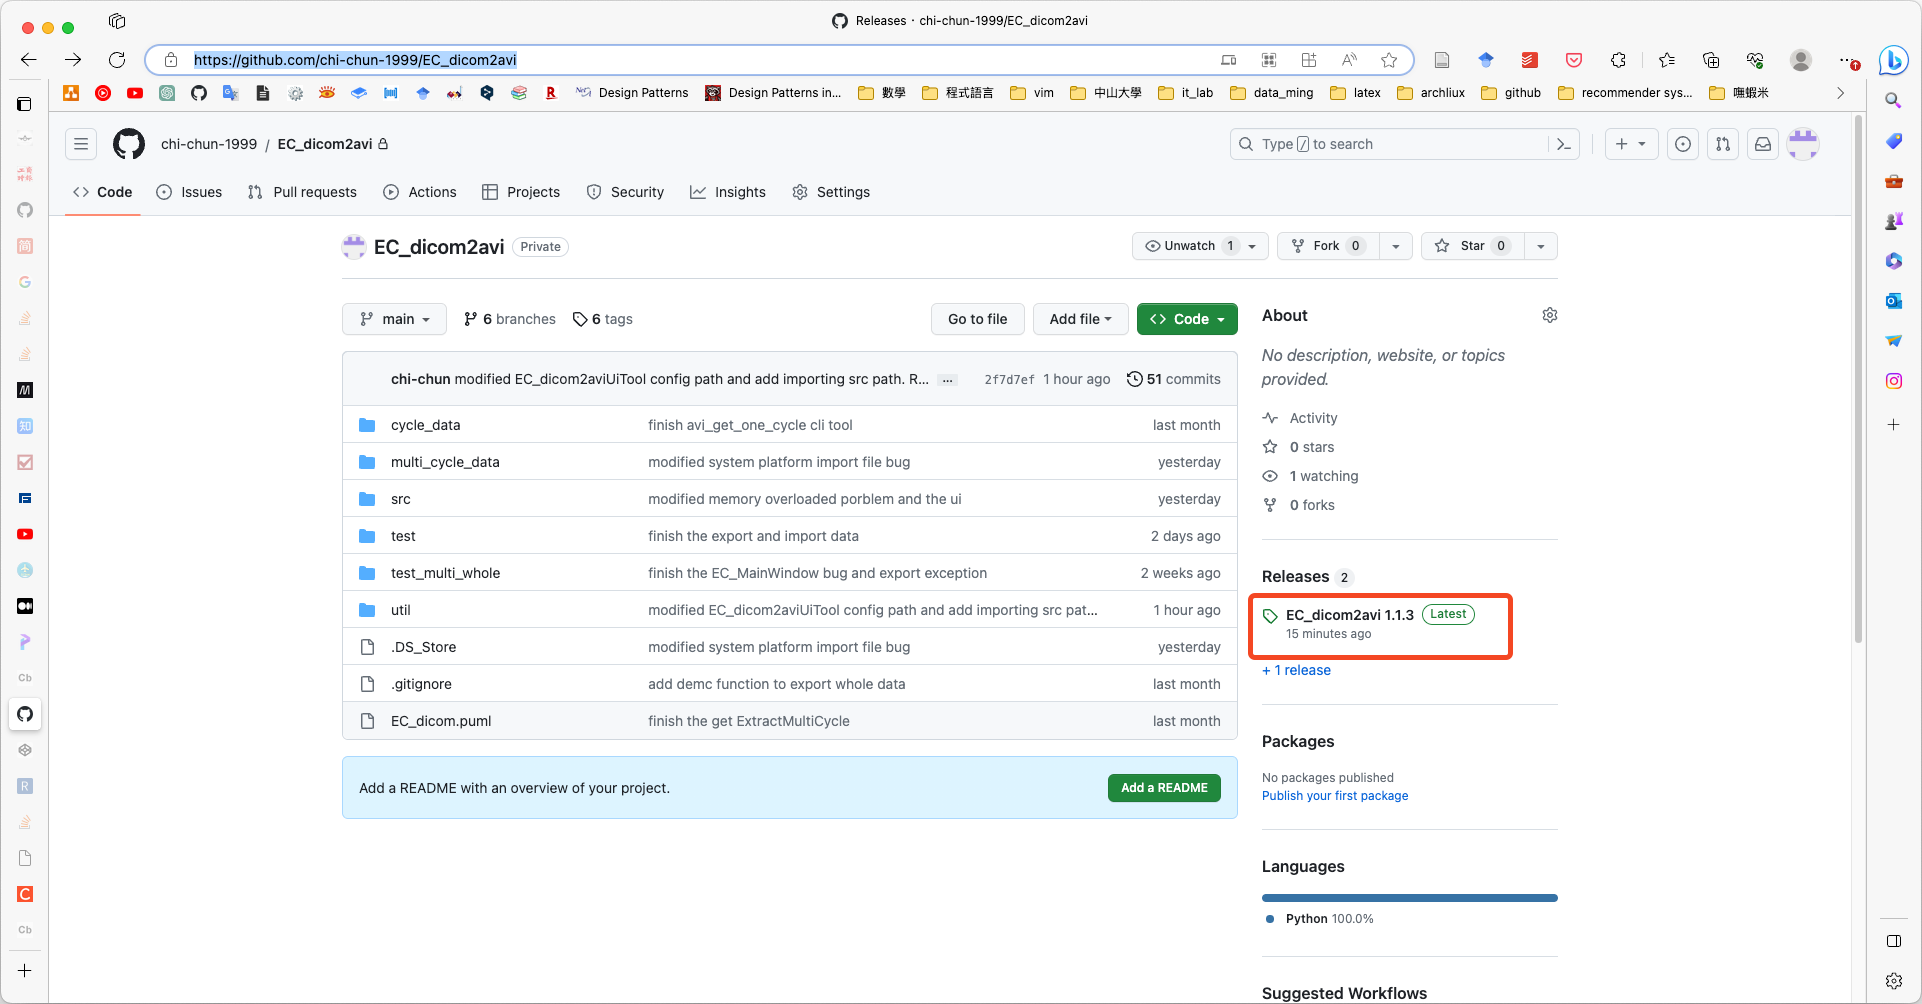 Releases · chi-chun-1999/EC_dicom2avi
https://github.com/chi-chun-1999/EC_dicom2avi
Design Patterns
Design Patterns in...
數學
程式語言
vim
中山大學
it_lab
data_ming
latex
archliux
github
recommender sys...
嘸蝦米
chi-chun-1999 / EC_dicom2avi
Type / to search
Code
Issues
Pull requests
Actions
Projects
Security
Insights
Settings
EC_dicom2avi Private
Unwatch 1
Fork 0
Star 0
main
6 branches
6 tags
Go to file
Add file
Code
chi-chun modified EC_dicom2aviUiTool config path and add importing src path. R... ...
2f7d7ef 1 hour ago
51 commits
cycle_data finish avi_get_one_cycle cli tool last month
multi_cycle_data modified system platform import file bug yesterday
src modified memory overloaded porblem and the ui yesterday
test finish the export and import data 2 days ago
test_multi_whole finish the EC_MainWindow bug and export exception 2 weeks ago
util modified EC_dicom2aviUiTool config path and add importing src pat... 1 hour ago
.DS_Store modified system platform import file bug yesterday
.gitignore add demc function to export whole data last month
EC_dicom.puml finish the get ExtractMultiCycle last month
Add a README with an overview of your project.
Add a README
About
No description, website, or topics
provided.
Activity
0 stars
1 watching
0 forks
Releases 2
EC_dicom2avi 1.1.3 Latest
15 minutes ago
+ 1 release
Packages
No packages published
Publish your first package
Languages
Python 100.0%
Suggested Workflows